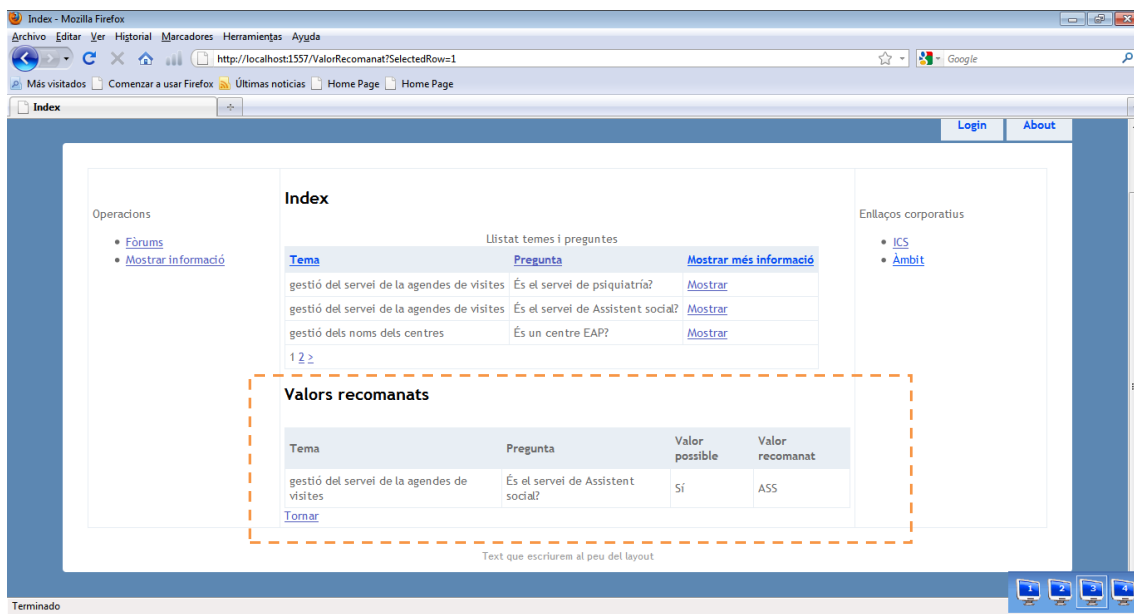 Index - Mozilla Firefox
Archivo Editar Ver Historial Marcadores Herramientas Ayuda
http://localhost:1557/ValorRecomanat?SelectedRow=1
Google
Más visitados Comenzar a usar Firefox Últimas noticias Home Page Home Page
Index
Login About
Operacions
Fòrums
Mostrar informació
Index
Llistat temes i preguntes
Tema Pregunta Mostrar més informació
gestió del servei de la agendes de visites És el servei de psiquiatría? Mostrar
gestió del servei de la agendes de visites És el servei de Assistent social? Mostrar
gestió dels noms dels centres És un centre EAP? Mostrar
1 2 >
Valors recomanats
Tema Pregunta Valor possible Valor recomanat
gestió del servei de la agendes de visites És el servei de Assistent social? Sí ASS
Tornar
Enllaços corporatius
ICS
Àmbit
Text que escriurem al peu del layout
1 2 3 4
Terminado